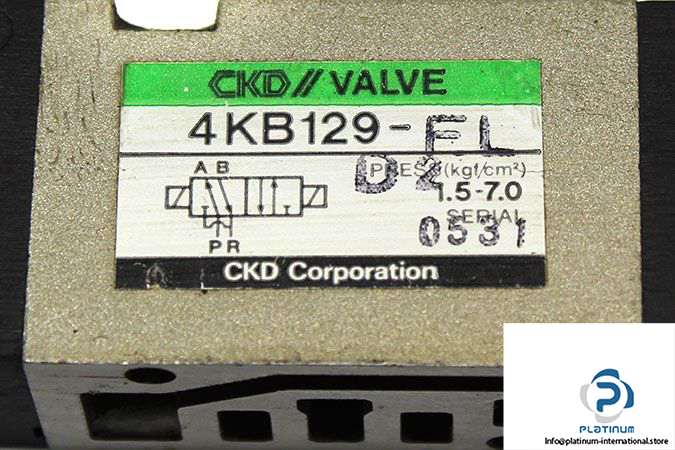 CKD// VALVE
4KB129-FL
D2 PRESS(kgf/cm²)
A B
1.5-7.0
SERIAL
0531
P R
CKD Corporation
PLATINUM
Info@platinum-international.store